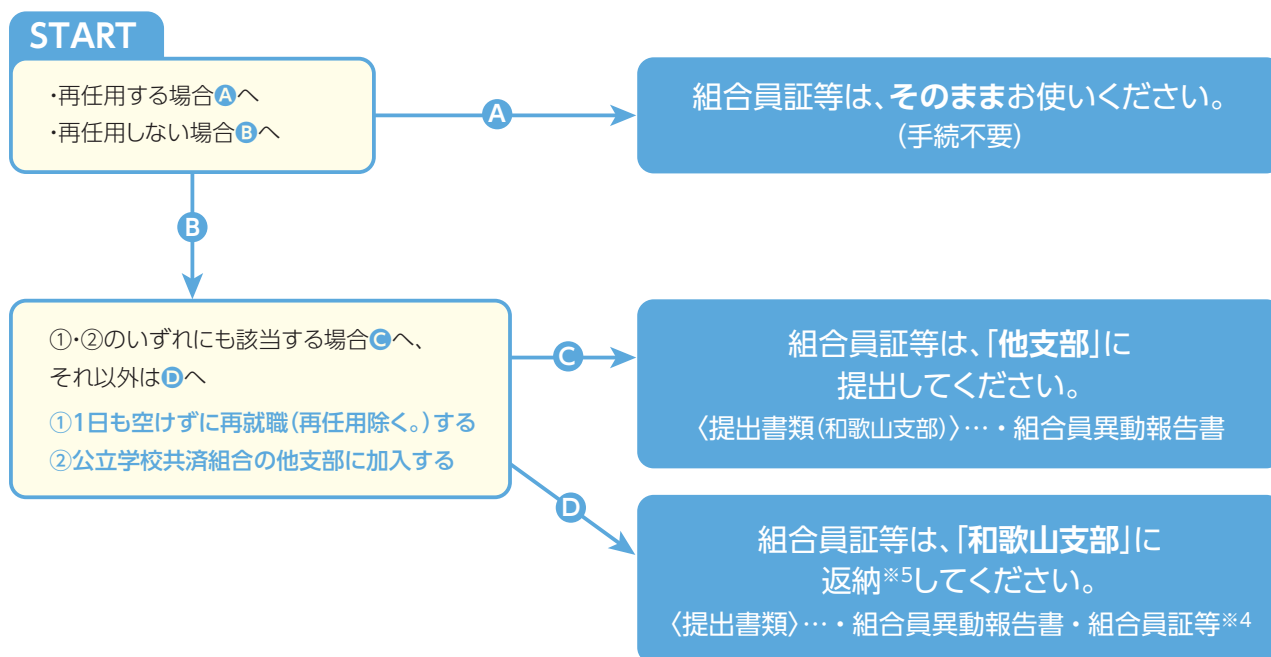 START
・再任用する場合Ⓐへ
・再任用しない場合Ⓑへ
A
組合員証等は、そのままお使いください。
（手続不要）
B
①・②のいずれにも該当する場合Ⓒへ、
それ以外はⒹへ
①1日も空けずに再就職（再任用除く。）する
②公立学校共済組合の他支部に加入する
C
組合員証等は、「他支部」に
提出してください。
〈提出書類（和歌山支部）〉…・組合員異動報告書
D
組合員証等は、「和歌山支部」に
返納※5してください。
〈提出書類〉…・組合員異動報告書・組合員証等※4